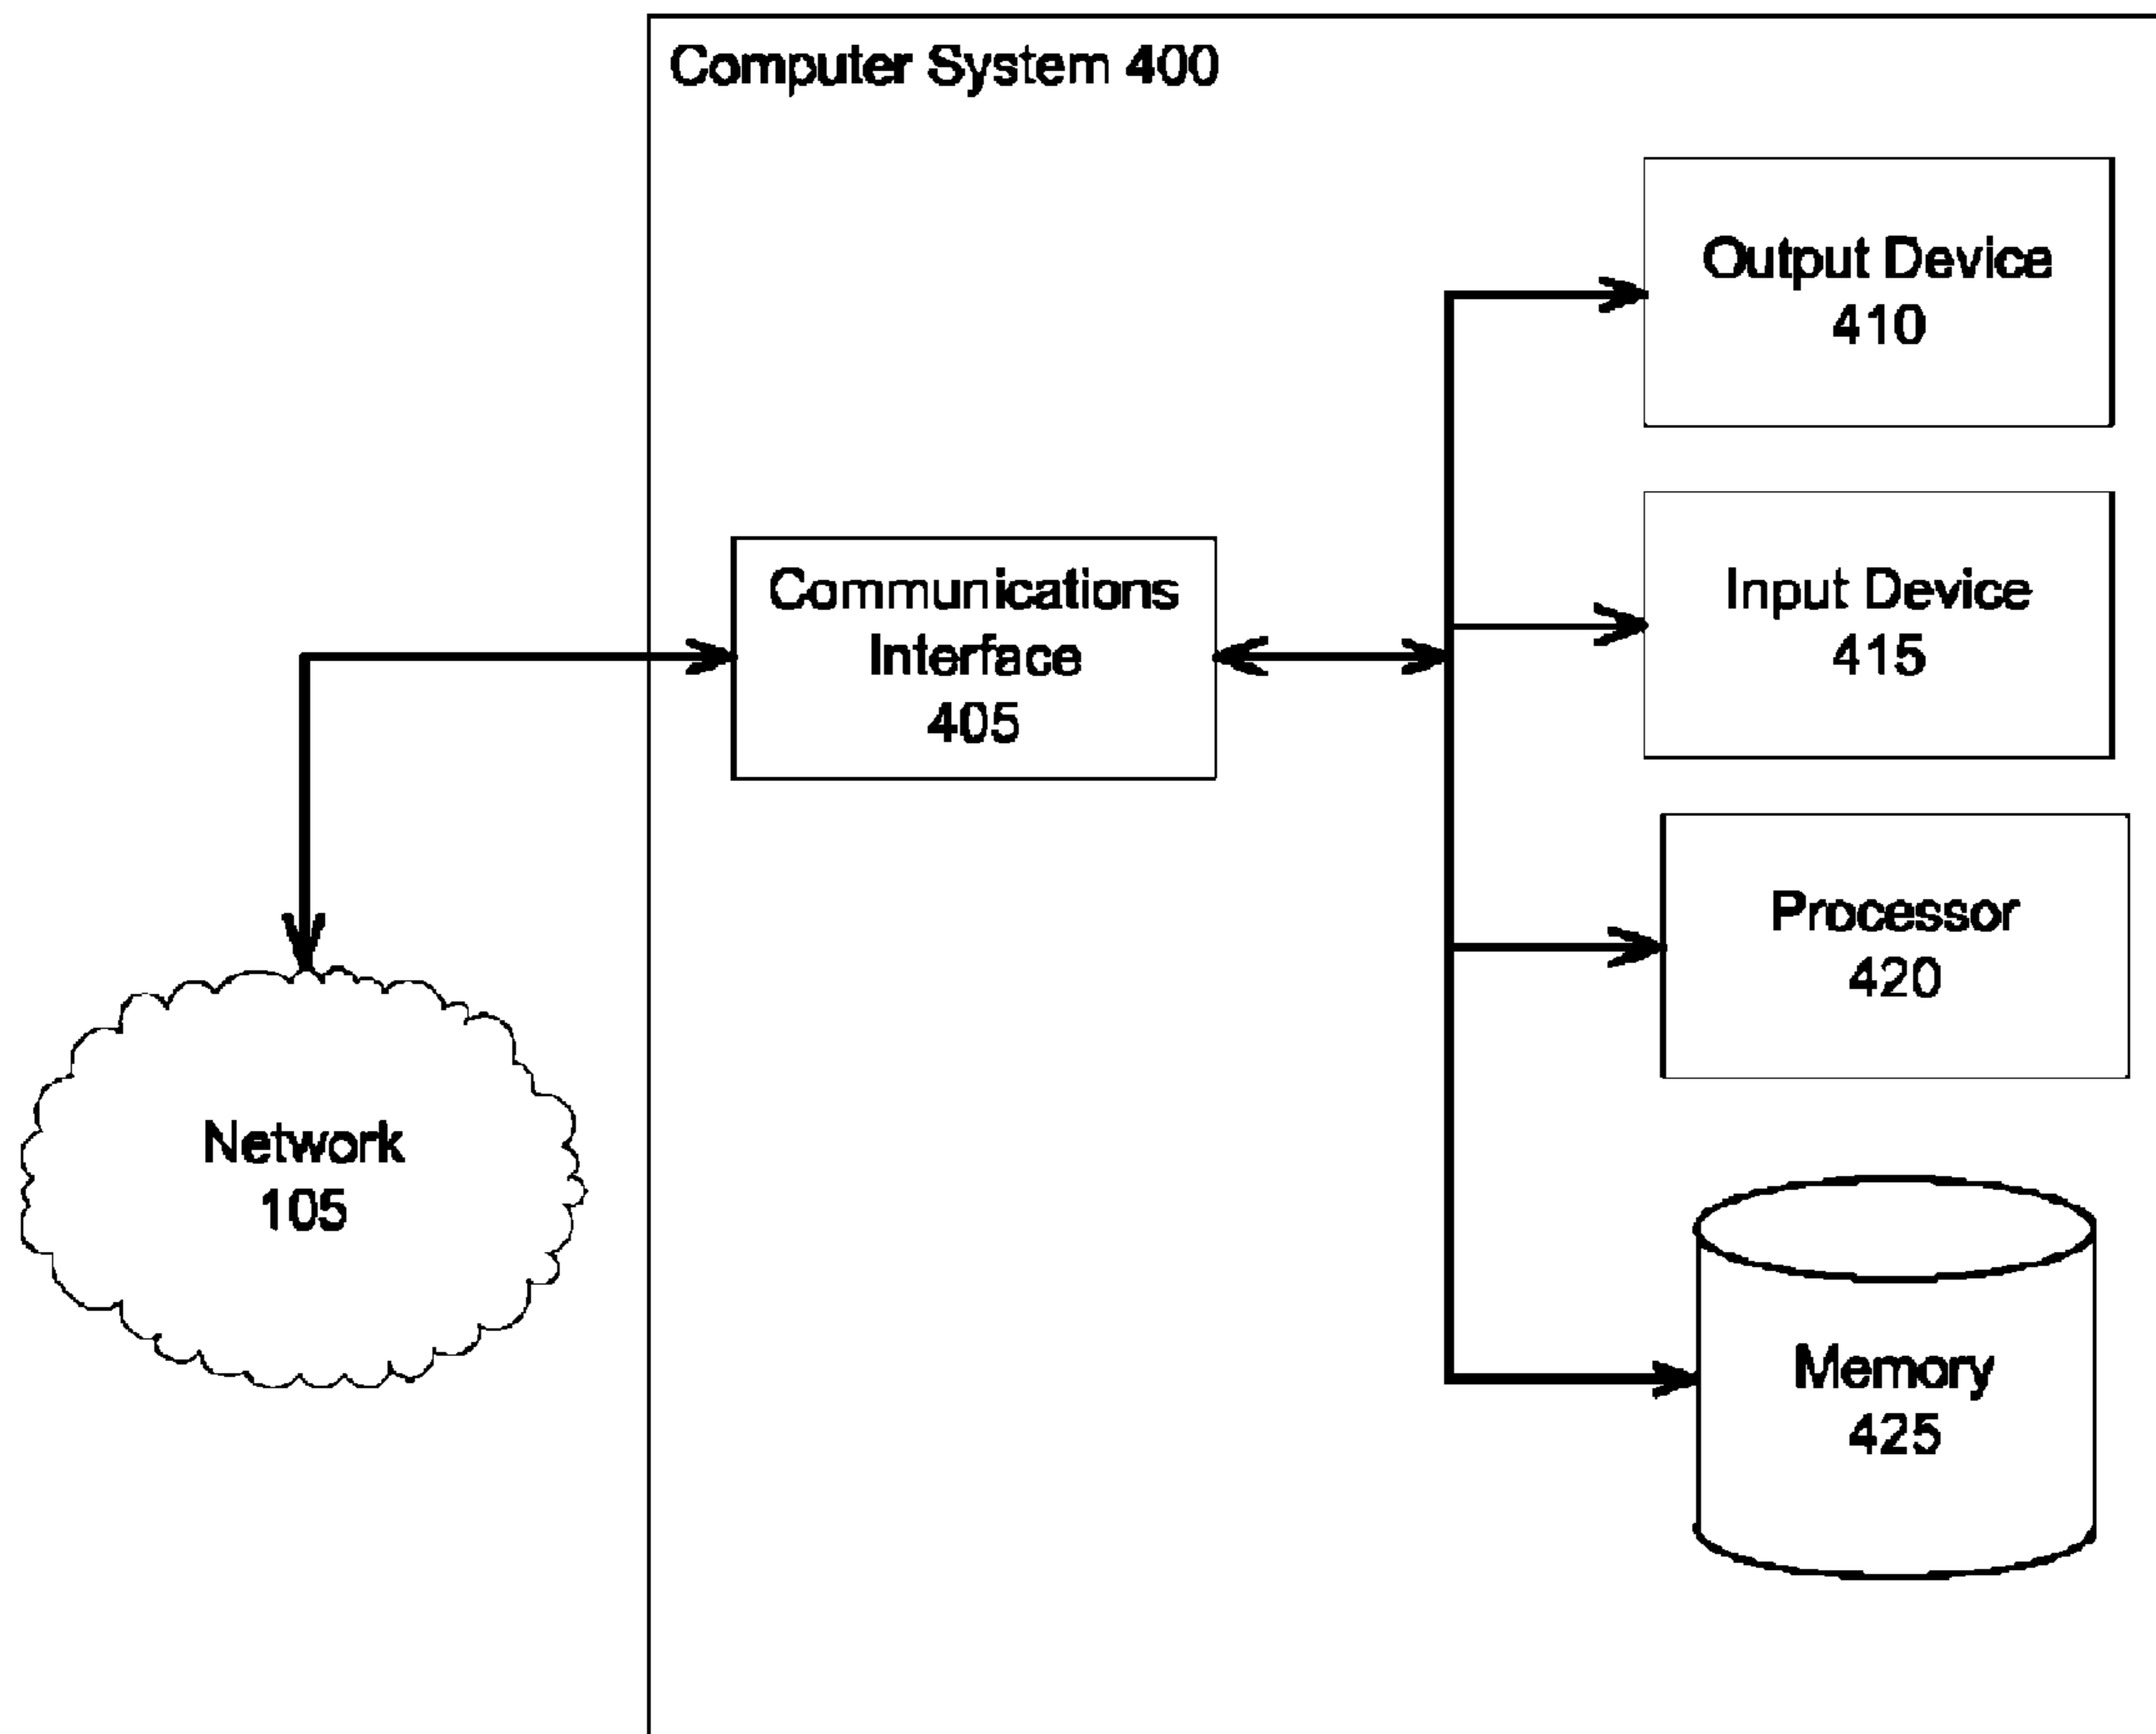 Computer System 400
Output Device
410
Communications
Interface
405
Input Device
415
Processor
420
Network
105
Memory
425